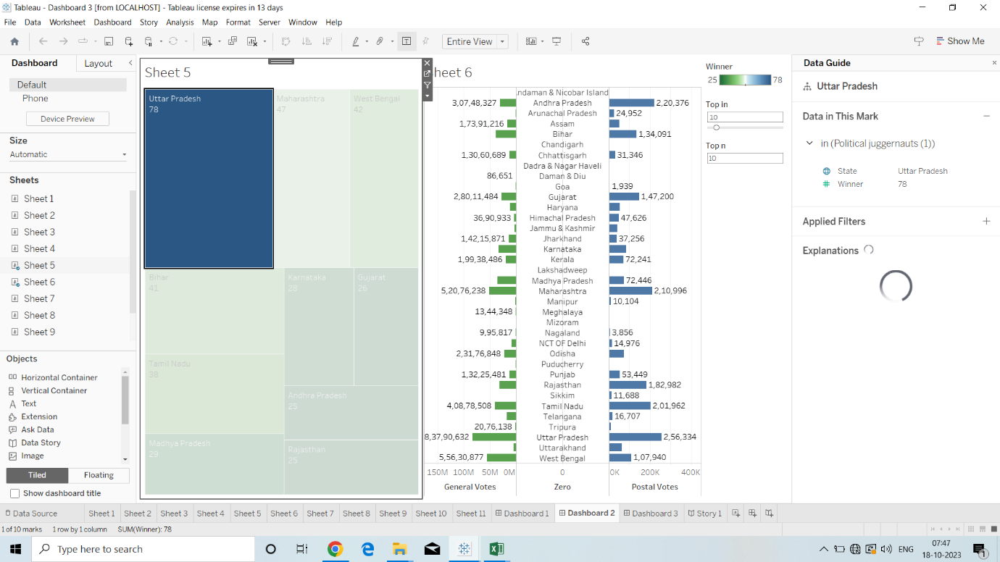 Tableau - Dashboard 3 [from LOCALHOST] - Tableau license expires in 13 days
File Data Worksheet Dashboard Story Analysis Map Format Server Window Help
Entire View
Show Me
Dashboard Layout
Default
Phone
Device Preview
Size
Automatic
Sheets
Sheet 1
Sheet 2
Sheet 3
Sheet 4
Sheet 5
Sheet 6
Sheet 7
Sheet 8
Sheet 9
Objects
Horizontal Container
Vertical Container
Text
Extension
Ask Data
Data Story
Image
Tiled Floating
Show dashboard title
Sheet 5
Uttar Pradesh
78
Maharashtra
47
West Bengal
42
Bihar
41
Karnataka
28
Gujarat
26
Tamil Nadu
38
Andhra Pradesh
25
Madhya Pradesh
29
Rajasthan
25
heet 6
ndaman & Nicobar Island
3,07,48,327 Andhra Pradesh 2,20,376
Arunachal Pradesh 24,952
1,73,91,216 Assam
Bihar 1,34,091
Chandigarh
1,30,60,689 Chhattisgarh 31,346
Dadra & Nagar Haveli
86,651 Daman & Diu
Goa 1,939
2,80,11,484 Gujarat 1,47,200
Haryana
36,90,933 Himachal Pradesh 47,626
Jammu & Kashmir
1,42,15,871 Jharkhand 37,256
Karnataka
1,99,38,486 Kerala 72,241
Lakshadweep
Madhya Pradesh 72,446
5,20,76,238 Maharashtra 2,10,996
Manipur 10,104
13,44,348 Meghalaya
Mizoram
9,95,817 Nagaland 3,856
NCT OF Delhi 14,976
2,31,76,848 Odisha
Puducherry
1,32,25,481 Punjab 53,449
Rajasthan 1,82,982
Sikkim 11,688
4,08,78,508 Tamil Nadu 2,01,962
Telangana 16,707
20,76,138 Tripura
8,37,90,632 Uttar Pradesh 2,56,334
Uttarakhand
5,56,30,877 West Bengal 1,07,940
150M 100M 50M 0M 0 0K 200K 400K
General Votes Zero Postal Votes
Winner
25 78
Top in
10
Top n
10
Data Guide
Uttar Pradesh
Data in This Mark
in (Political juggernauts (1))
State Uttar Pradesh
Winner 78
Applied Filters
Explanations
Data Source Sheet 1 Sheet 2 Sheet 3 Sheet 4 Sheet 5 Sheet 6 Sheet 7 Sheet 8 Sheet 9 Sheet 10 Sheet 11 Dashboard 1 Dashboard 2 Dashboard 3 Story 1
1 of 10 marks 1 row by 1 column SUM(Winner): 78
Type here to search
ENG
07:47
18-10-2023
1